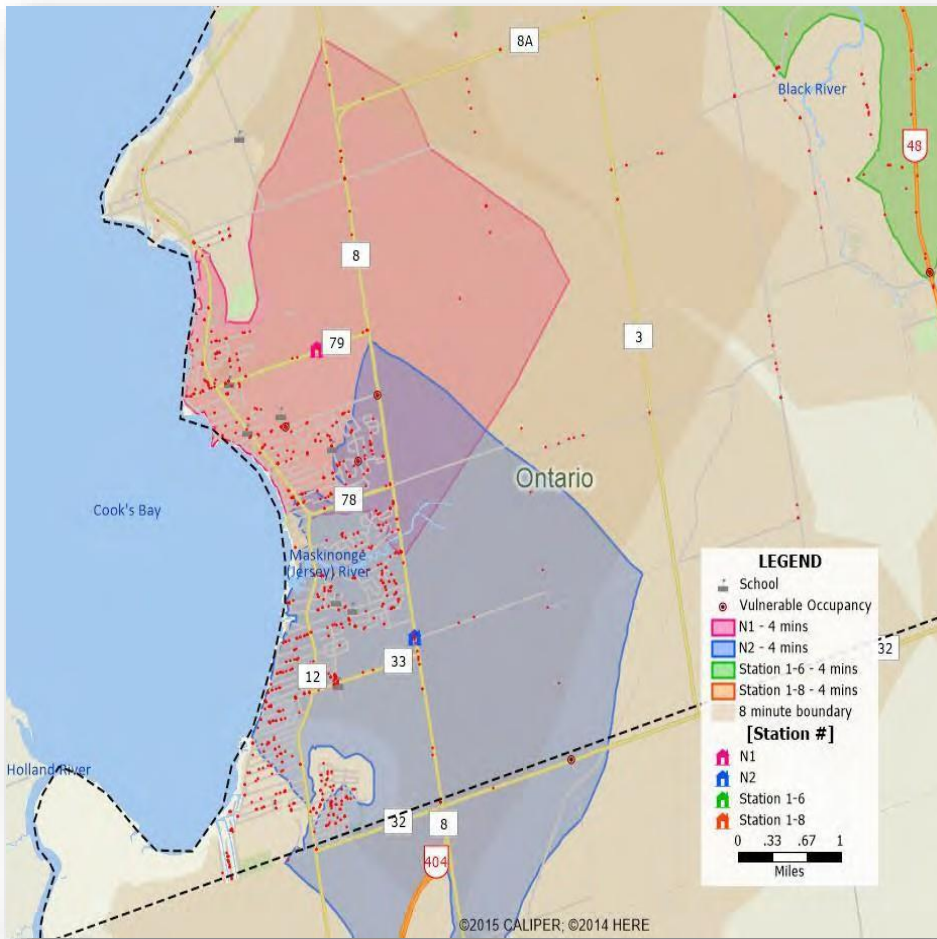 8A
Black River
48
8
3
79
Ontario
78
Cook's Bay
Maskinonge
(Jersey) River
LEGEND
School
Vulnerable Occupancy
N1 - 4 mins
N2 - 4 mins
Station 1-6 - 4 mins
Station 1-8 - 4 mins
8 minute boundary
[Station #]
N1
N2
Station 1-6
Station 1-8
0 .33 .67 1
Miles
32
33
12
Holland River
32
8
404
©2015 CALIPER; ©2014 HERE